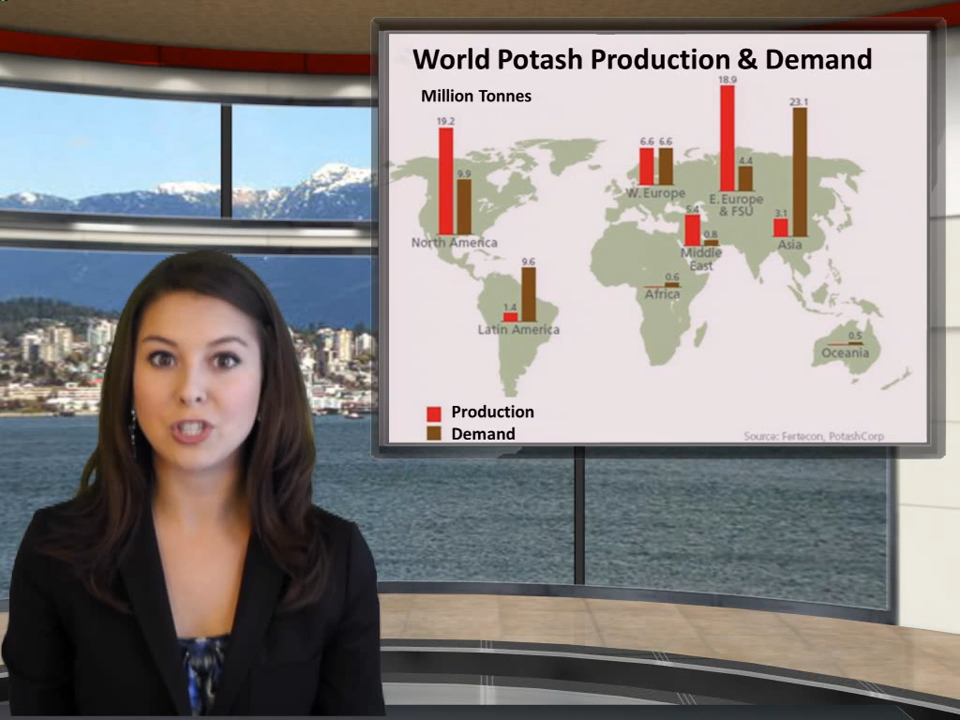 World Potash Production & Demand
Million Tonnes
18.9
23.1
19.2
6.6 6.6
4.4
9.9
W. Europe
E. Europe
& FSU
5.4
3.1
0.8
North America
Asia
Middle
East
9.6
0.6
Africa
1.4
Latin America
0.5
Oceania
Production
Demand
Source: Fertecon, PotashCorp